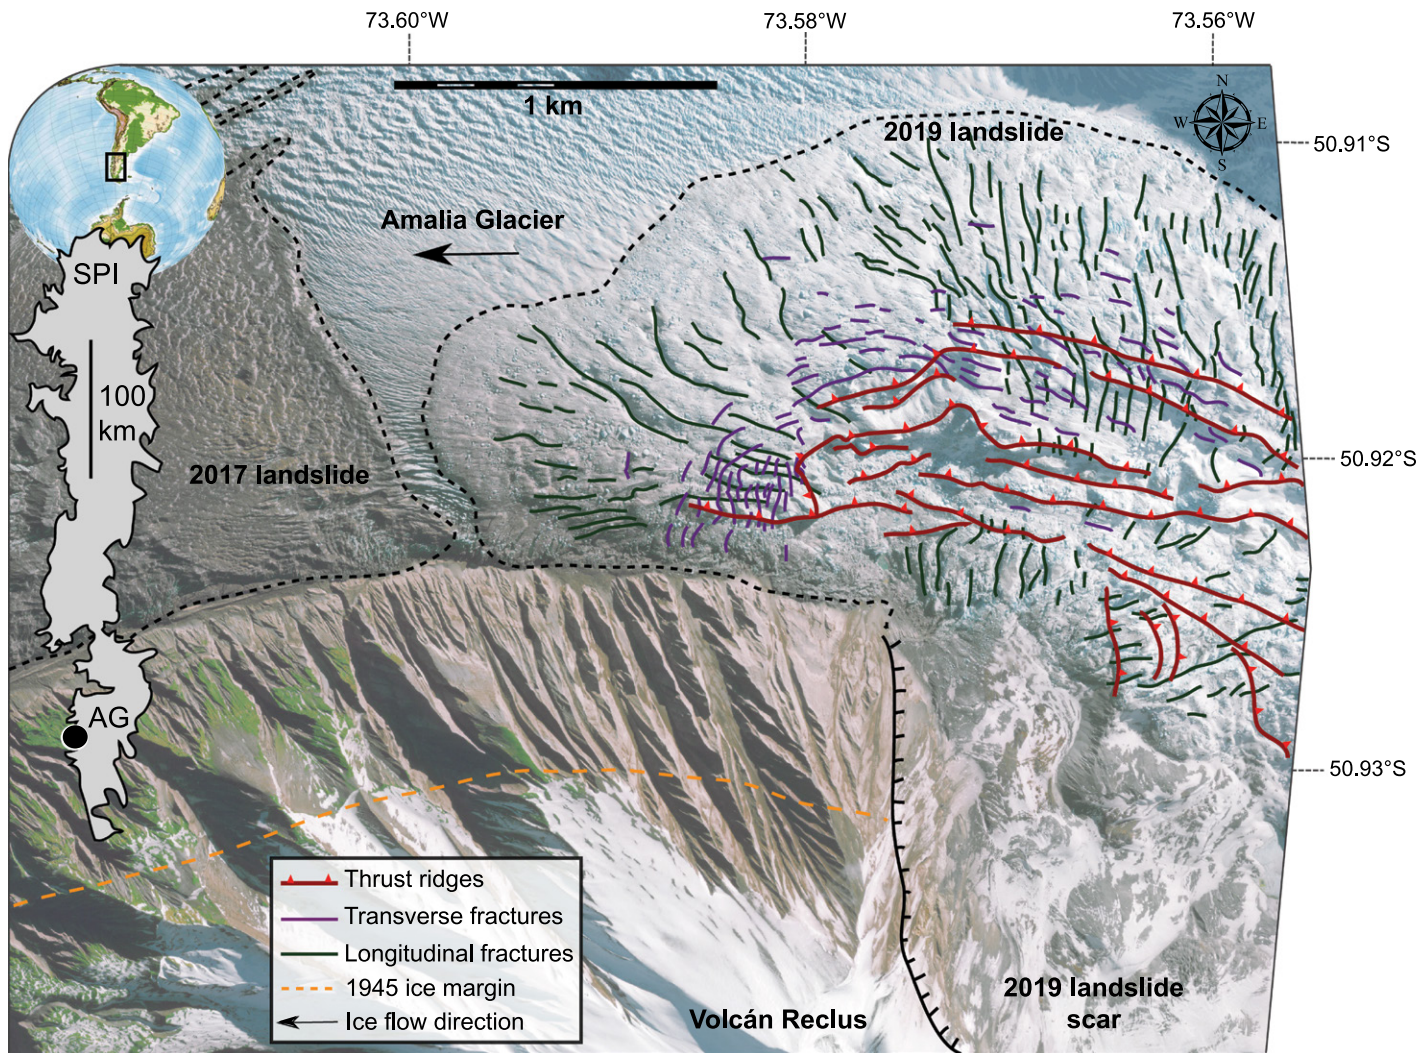 73.60°W
73.58°W
73.56°W
1 km
2019 landslide
N
W
E
S
50.91°S
Amalia Glacier
SPI
100
km
2017 landslide
50.92°S
AG
50.93°S
Thrust ridges
Transverse fractures
Longitudinal fractures
1945 ice margin
Ice flow direction
Volcán Reclus
2019 landslide
scar